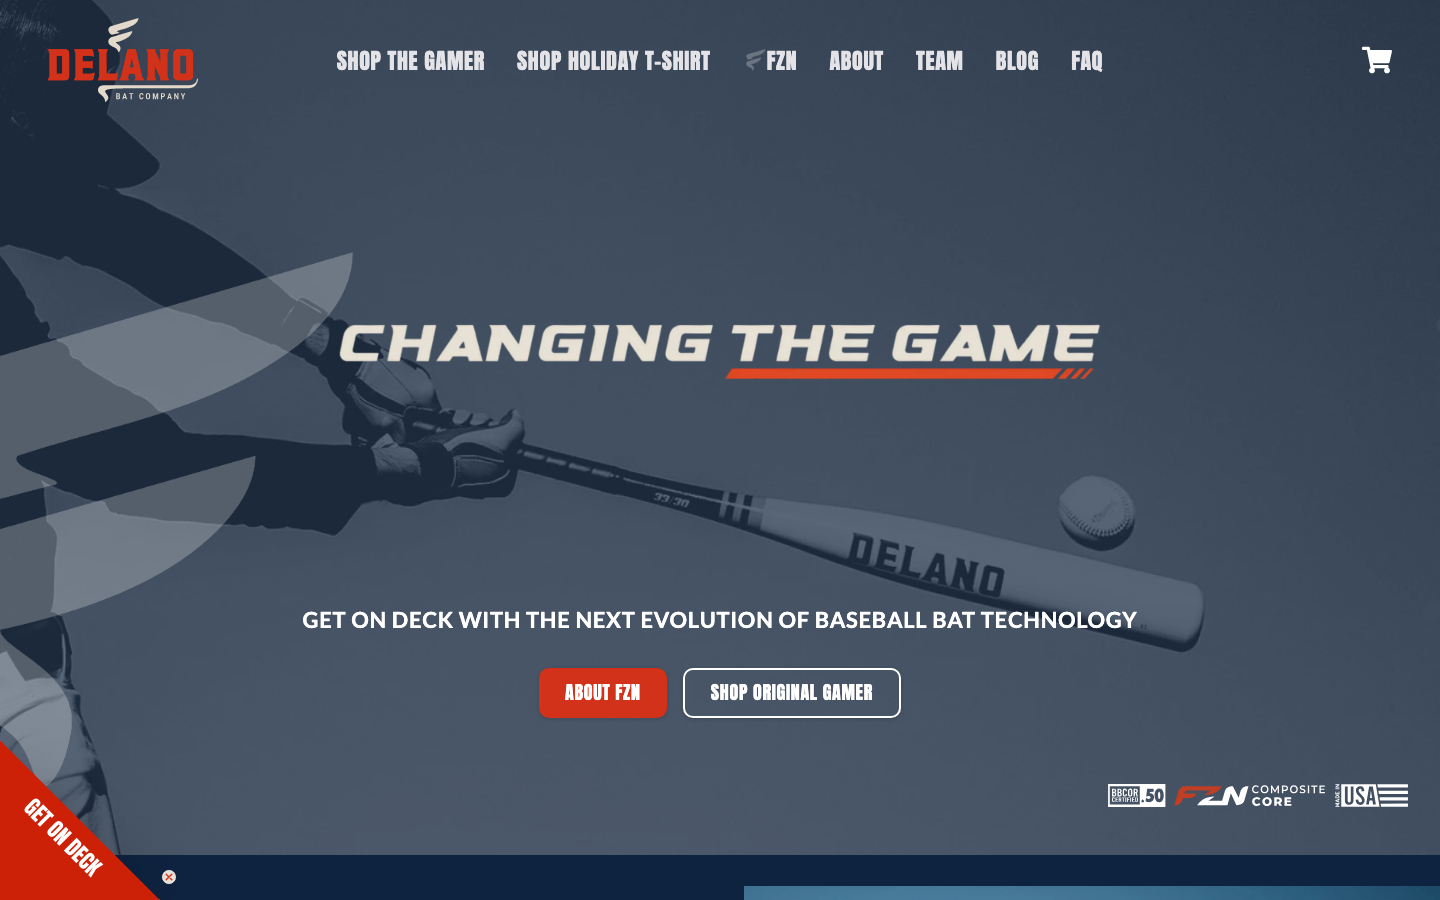 DELANO
BAT COMPANY
SHOP THE GAMER
SHOP HOLIDAY T-SHIRT
FZN
ABOUT
TEAM
BLOG
FAQ
CHANGING THE GAME
33/30
DELANO
GET ON DECK WITH THE NEXT EVOLUTION OF BASEBALL BAT TECHNOLOGY
ABOUT FZN
SHOP ORIGINAL GAMER
BBCOR
CERTIFIED .50
FZN COMPOSITE
CORE
MADE IN USA
GET ON DECK